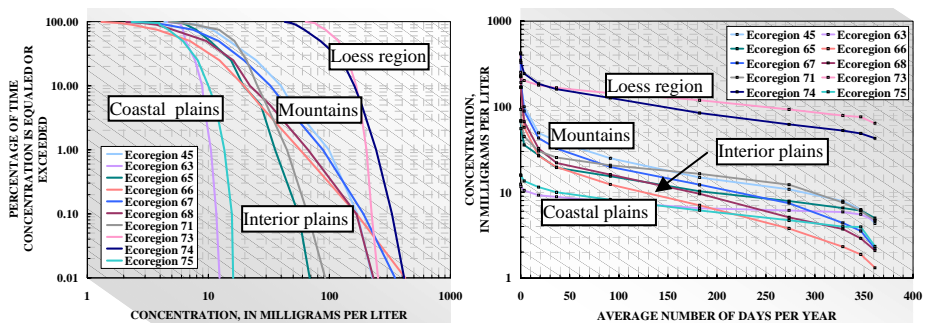 PERCENTAGE OF TIME
CONCENTRATION IS EQUALED OR
EXCEEDED
100.00
10.00
1.00
0.10
0.01
Loess region
Coastal plains
Mountains
Interior plains
Ecoregion 45
Ecoregion 63
Ecoregion 65
Ecoregion 66
Ecoregion 67
Ecoregion 68
Ecoregion 71
Ecoregion 73
Ecoregion 74
Ecoregion 75
1 10 100 1000
CONCENTRATION, IN MILLIGRAMS PER LITER
CONCENTRATION,
IN MILLIGRAMS PER LITER
1000
100
10
1
Ecoregion 45 Ecoregion 63
Ecoregion 65 Ecoregion 66
Ecoregion 67 Ecoregion 68
Ecoregion 71 Ecoregion 73
Ecoregion 74 Ecoregion 75
Loess region
Mountains
Interior plains
Coastal plains
0 50 100 150 200 250 300 350 400
AVERAGE NUMBER OF DAYS PER YEAR